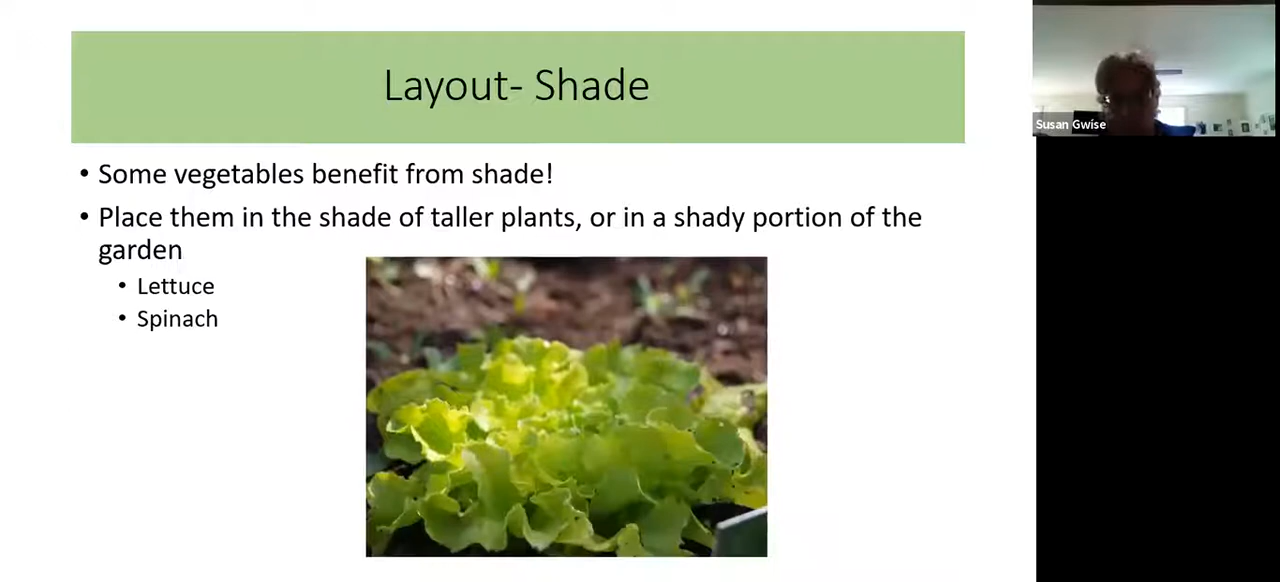 Layout- Shade
• Some vegetables benefit from shade!
• Place them in the shade of taller plants, or in a shady portion of the
garden
• Lettuce
• Spinach
Susan Gwise